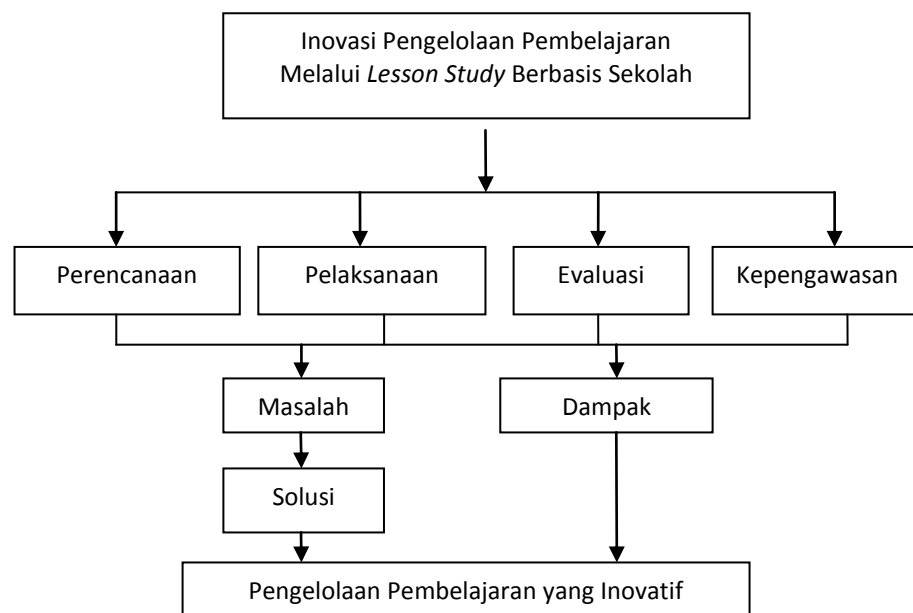 Inovasi Pengelolaan Pembelajaran
Melalui Lesson Study Berbasis Sekolah
Perencanaan
Pelaksanaan
Evaluasi
Kepengawasan
Masalah
Dampak
Solusi
Pengelolaan Pembelajaran yang Inovatif